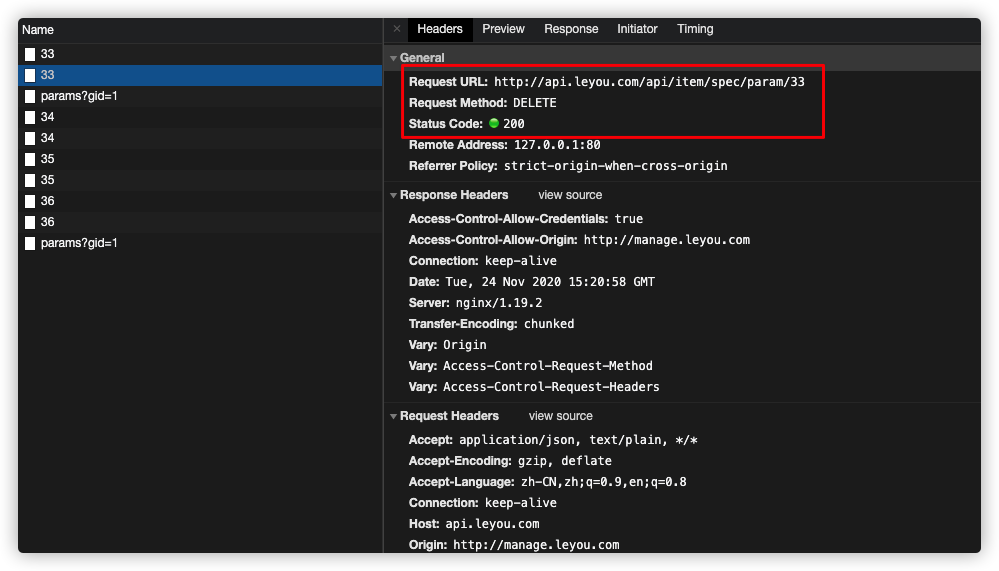 Name
33
33
params?gid=1
34
34
35
35
36
36
params?gid=1
× Headers Preview Response Initiator Timing
General
Request URL: http://api.leyou.com/api/item/spec/param/33
Request Method: DELETE
Status Code: 200
Remote Address: 127.0.0.1:80
Referrer Policy: strict-origin-when-cross-origin
Response Headers view source
Access-Control-Allow-Credentials: true
Access-Control-Allow-Origin: http://manage.leyou.com
Connection: keep-alive
Date: Tue, 24 Nov 2020 15:20:58 GMT
Server: nginx/1.19.2
Transfer-Encoding: chunked
Vary: Origin
Vary: Access-Control-Request-Method
Vary: Access-Control-Request-Headers
Request Headers view source
Accept: application/json, text/plain, */*
Accept-Encoding: gzip, deflate
Accept-Language: zh-CN,zh;q=0.9,en;q=0.8
Connection: keep-alive
Host: api.leyou.com
Origin: http://manage.leyou.com